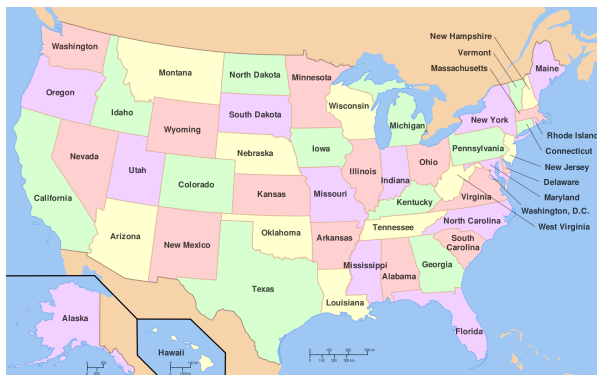 New Hampshire
Vermont
Massachusetts
Washington
Maine
Montana
North Dakota
Minnesota
Oregon
Idaho
Wisconsin
South Dakota
Michigan
New York
Wyoming
Rhode Island
Connecticut
Pennsylvania
Iowa
Nebraska
Nevada
Utah
Ohio
New Jersey
Illinois
Indiana
Delaware
Colorado
Kansas
Missouri
Maryland
California
Kentucky
Virginia
Washington, D.C.
North Carolina
West Virginia
Tennessee
Oklahoma
Arizona
New Mexico
Arkansas
South
Carolina
Mississippi
Alabama
Georgia
Texas
Louisiana
Alaska
Florida
Hawaii